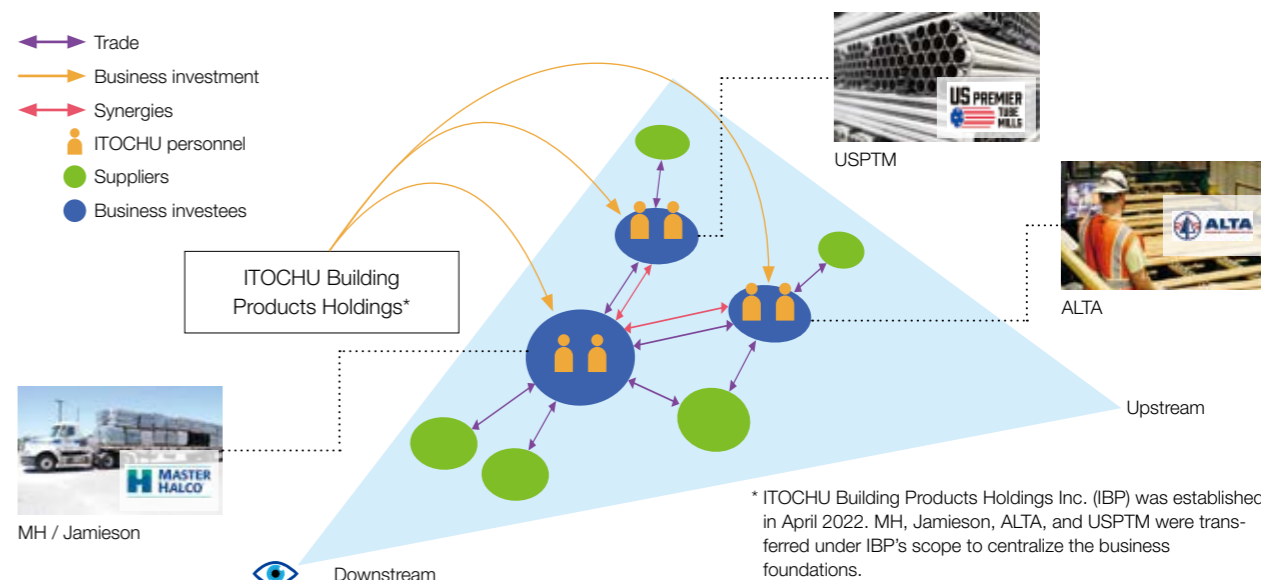 Trade
Business investment
Synergies
ITOCHU personnel
Suppliers
Business investees
ITOCHU Building
Products Holdings*
US PREMIER
TUBE
MILLS
USPTM
ALTA
ALTA
MASTER
HALCO
MH / Jamieson
Upstream
Downstream
* ITOCHU Building Products Holdings Inc. (IBP) was established
in April 2022. MH, Jamieson, ALTA, and USPTM were trans-
ferred under IBP's scope to centralize the business
foundations.